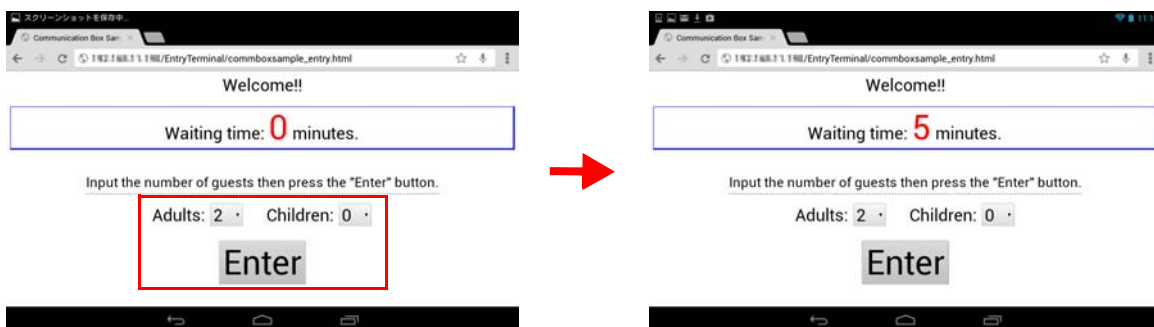 スクリーンショットを保存中...
Communication Box Sam
/EntryTerminal/commboxsample_entry.html
Welcome!!
Waiting time: 0 minutes.
Input the number of guests then press the "Enter" button.
Adults: 2 Children: 0
Enter
Communication Box Sam
/EntryTerminal/commboxsample_entry.html
Welcome!!
Waiting time: 5 minutes.
Input the number of guests then press the "Enter" button.
Adults: 2 Children: 0
Enter